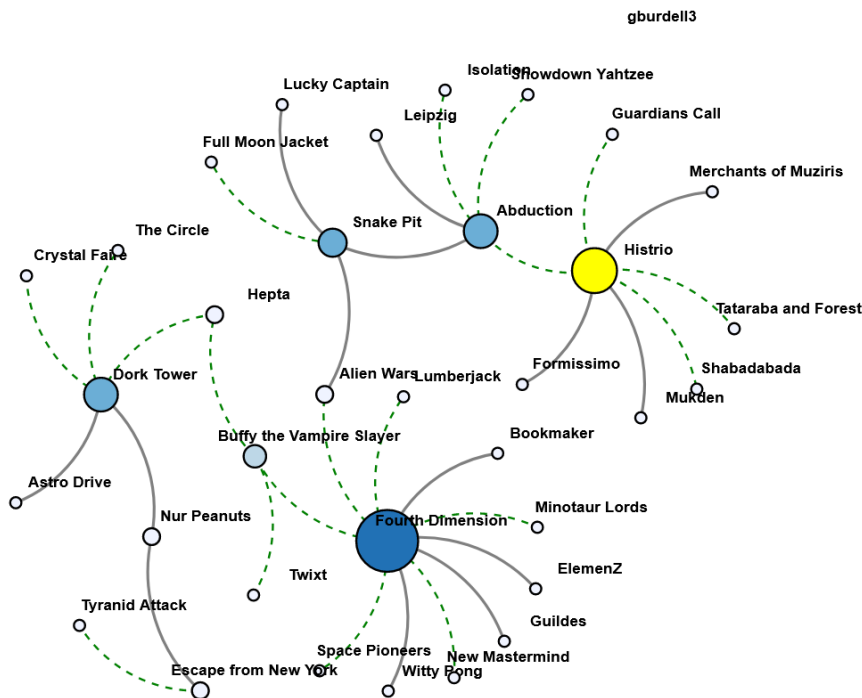 gburdell3
Isolation
Showdown Yahtzee
Lucky Captain
Leipzig
Guardians Call
Full Moon Jacket
Merchants of Muziris
Abduction
Snake Pit
The Circle
Histrio
Crystal Faire
Hepta
Tataraba and Forest
Formissimo
Shabadabada
Dork Tower
Alien Wars
Lumberjack
Mukden
Buffy the Vampire Slayer
Bookmaker
Astro Drive
Minotaur Lords
Nur Peanuts
Fourth Dimension
ElemenZ
Twixt
Tyranid Attack
Guildes
Space Pioneers
New Mastermind
Escape from New York
Witty Pong